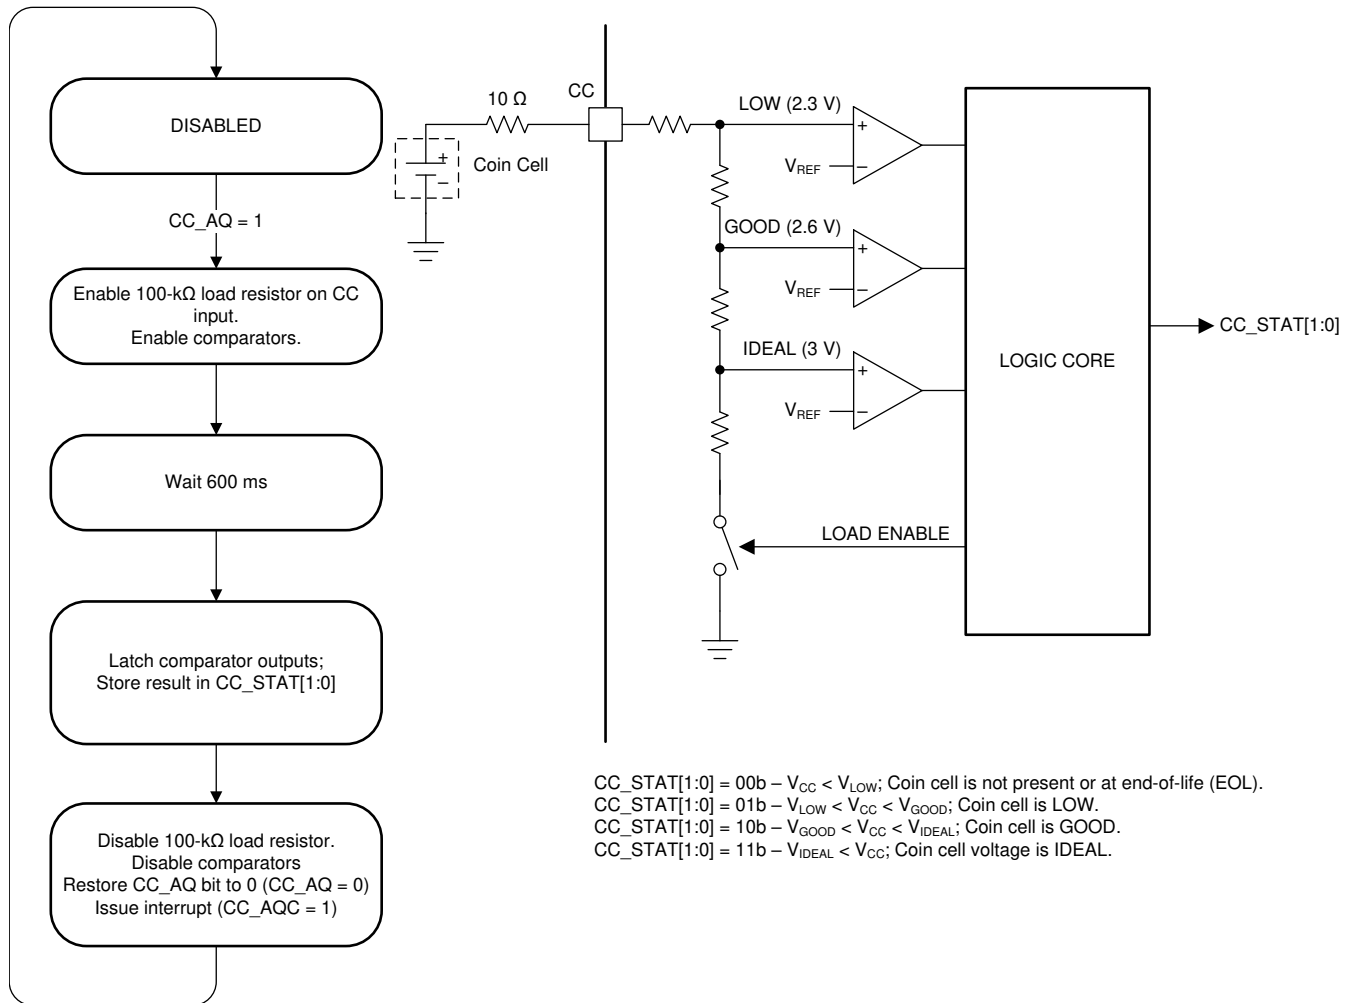 DISABLED
CC_AQ = 1
Enable 100-kΩ load resistor on CC
input.
Enable comparators.
Wait 600 ms
Latch comparator outputs;
Store result in CC_STAT[1:0]
Disable 100-kΩ load resistor.
Disable comparators
Restore CC_AQ bit to 0 (CC_AQ = 0)
Issue interrupt (CC_AQC = 1)
10 Ω
CC
+
−
Coin Cell
LOW (2.3 V)
+
VREF
−
GOOD (2.6 V)
+
VREF
−
IDEAL (3 V)
+
VREF
−
LOGIC CORE
CC_STAT[1:0]
LOAD ENABLE
CC_STAT[1:0] = 00b – VCC < VLOW; Coin cell is not present or at end-of-life (EOL).
CC_STAT[1:0] = 01b – VLOW < VCC < VGOOD; Coin cell is LOW.
CC_STAT[1:0] = 10b – VGOOD < VCC < VIDEAL; Coin cell is GOOD.
CC_STAT[1:0] = 11b – VIDEAL < VCC; Coin cell voltage is IDEAL.